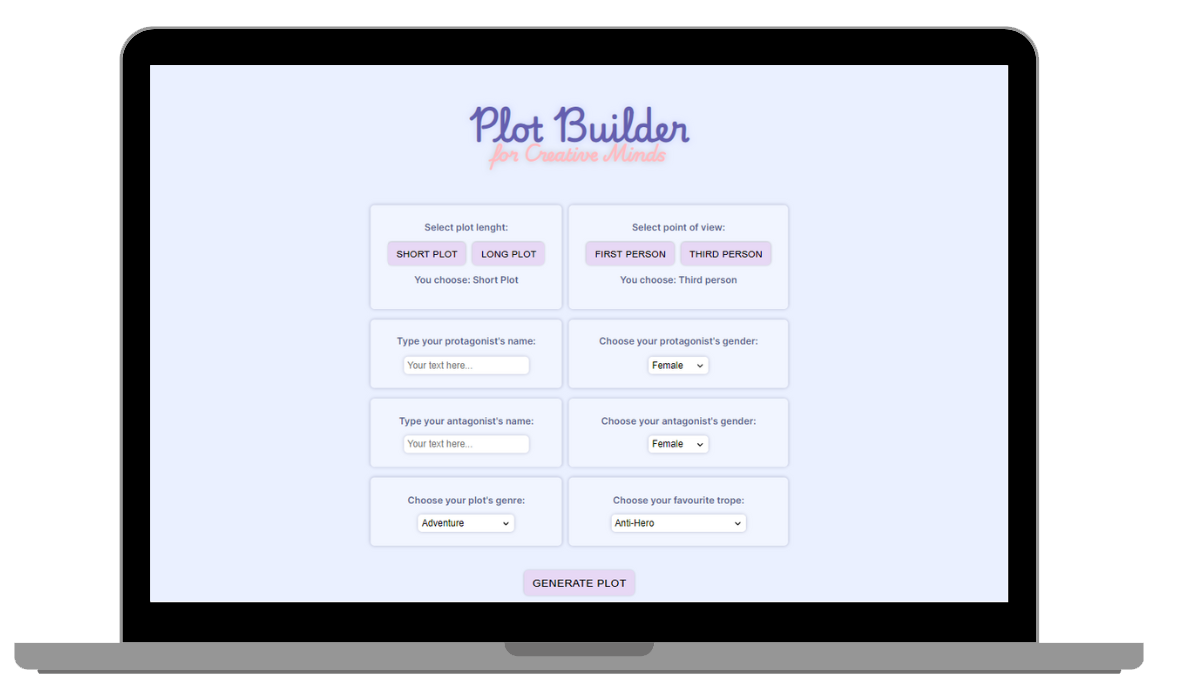 Plot Builder
for Creative Minds
Select plot lenght:
SHORT PLOT LONG PLOT
You choose: Short Plot
Select point of view:
FIRST PERSON THIRD PERSON
You choose: Third person
Type your protagonist's name:
Your text here...
Choose your protagonist's gender:
Female
Type your antagonist's name:
Your text here...
Choose your antagonist's gender:
Female
Choose your plot's genre:
Adventure
Choose your favourite trope:
Anti-Hero
GENERATE PLOT